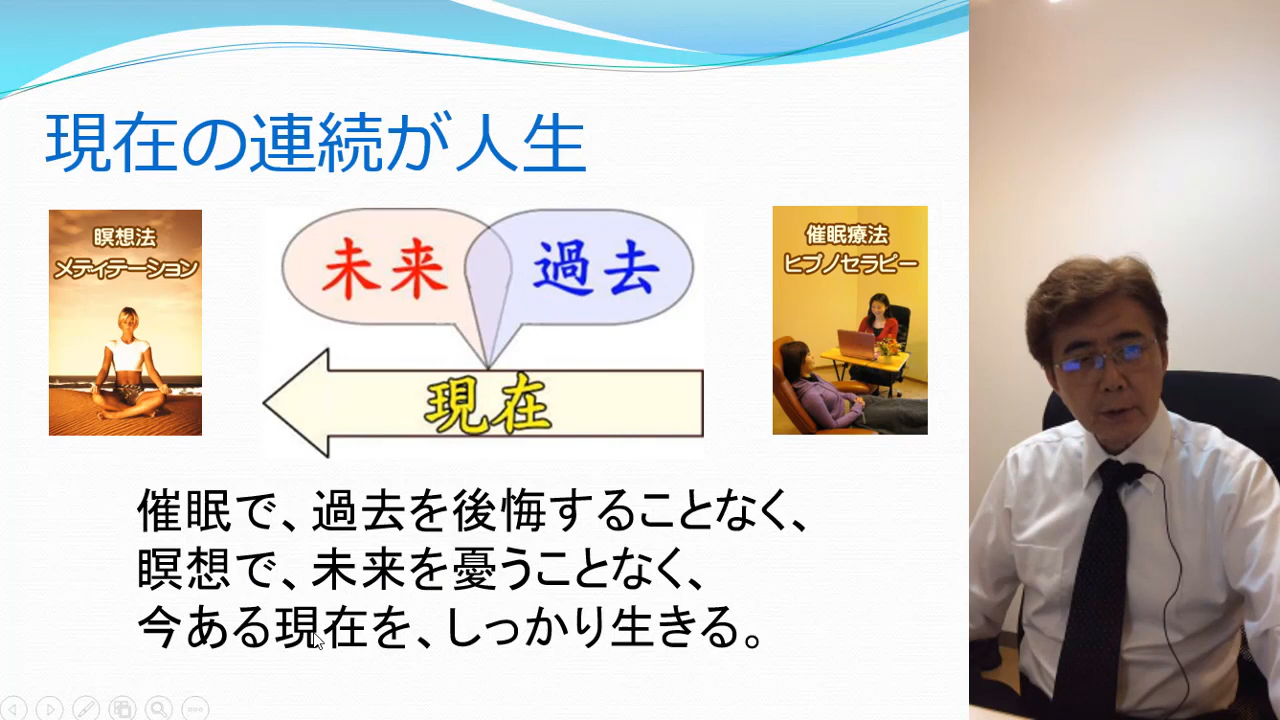 現在の連続が人生
瞑想法
メディテーション
未来
過去
現在
催眠療法
ヒプノセラピー
催眠で、過去を後悔することなく、
瞑想で、未来を憂うことなく、
今ある現在を、しっかり生きる。